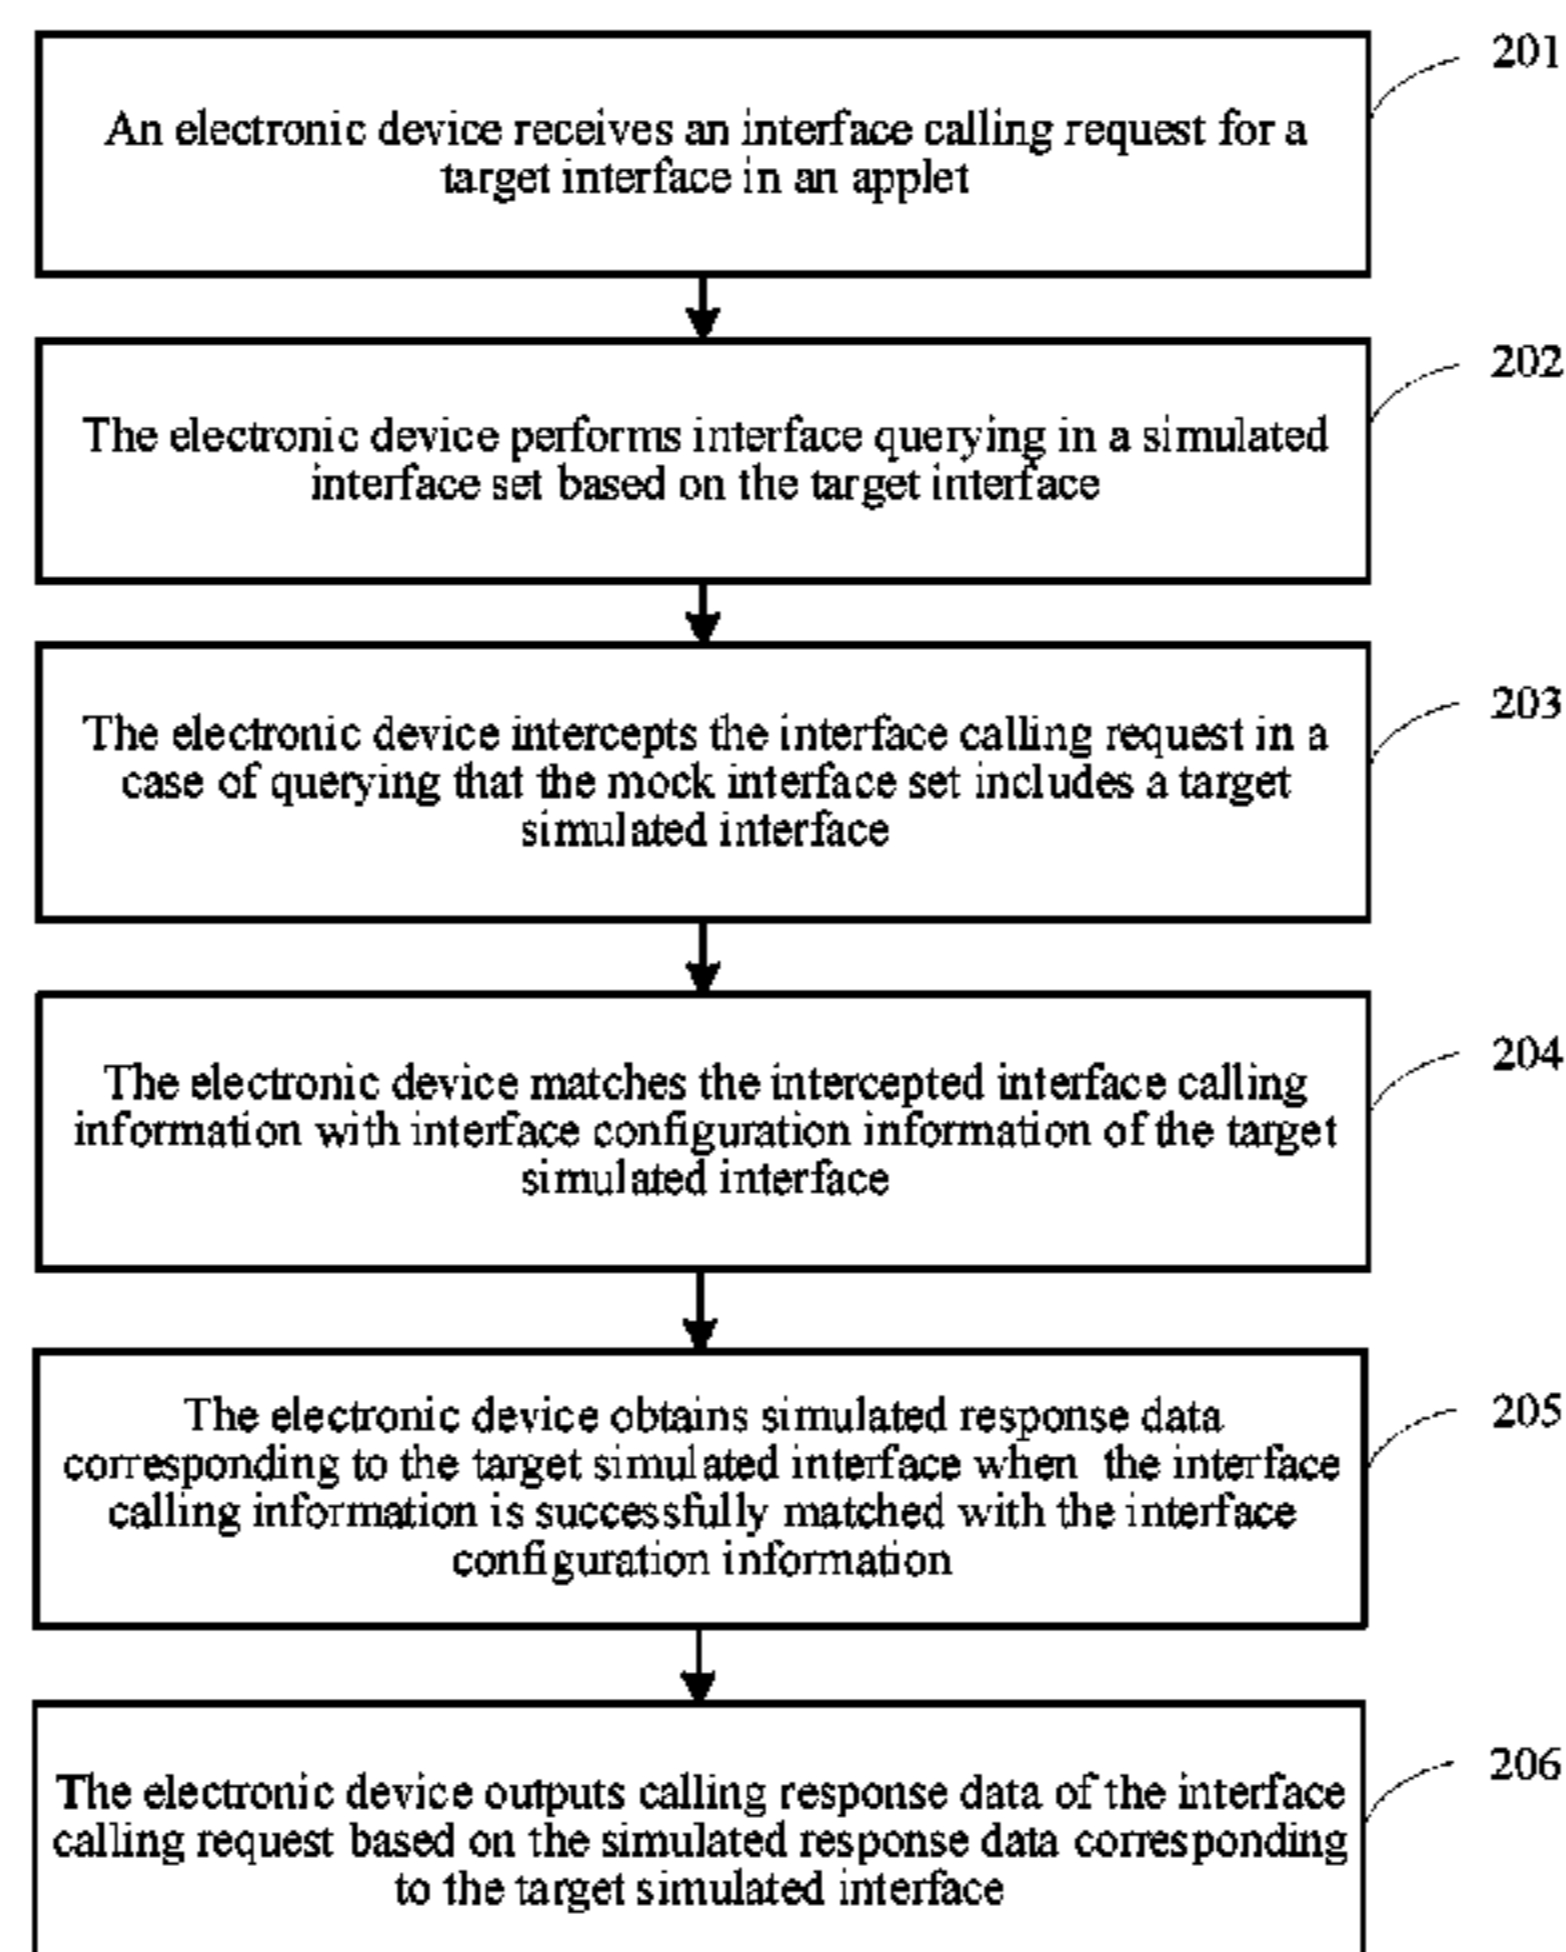 201
An electronic device receives an interface calling request for a
target interface in an applet
202
The electronic device performs interface querying in a simulated
interface set based on the target interface
203
The electronic device intercepts the interface calling request in a
case of querying that the mock interface set includes a target
simulated interface
204
The electronic device matches the intercepted interface calling
information with interface configuration information of the target
simulated interface
205
The electronic device obtains simulated response data
corresponding to the target simulated interface when the interface
calling information is successfully matched with the interface
configuration information
206
The electronic device outputs calling response data of the interface
calling request based on the simulated response data corresponding
to the target simulated interface